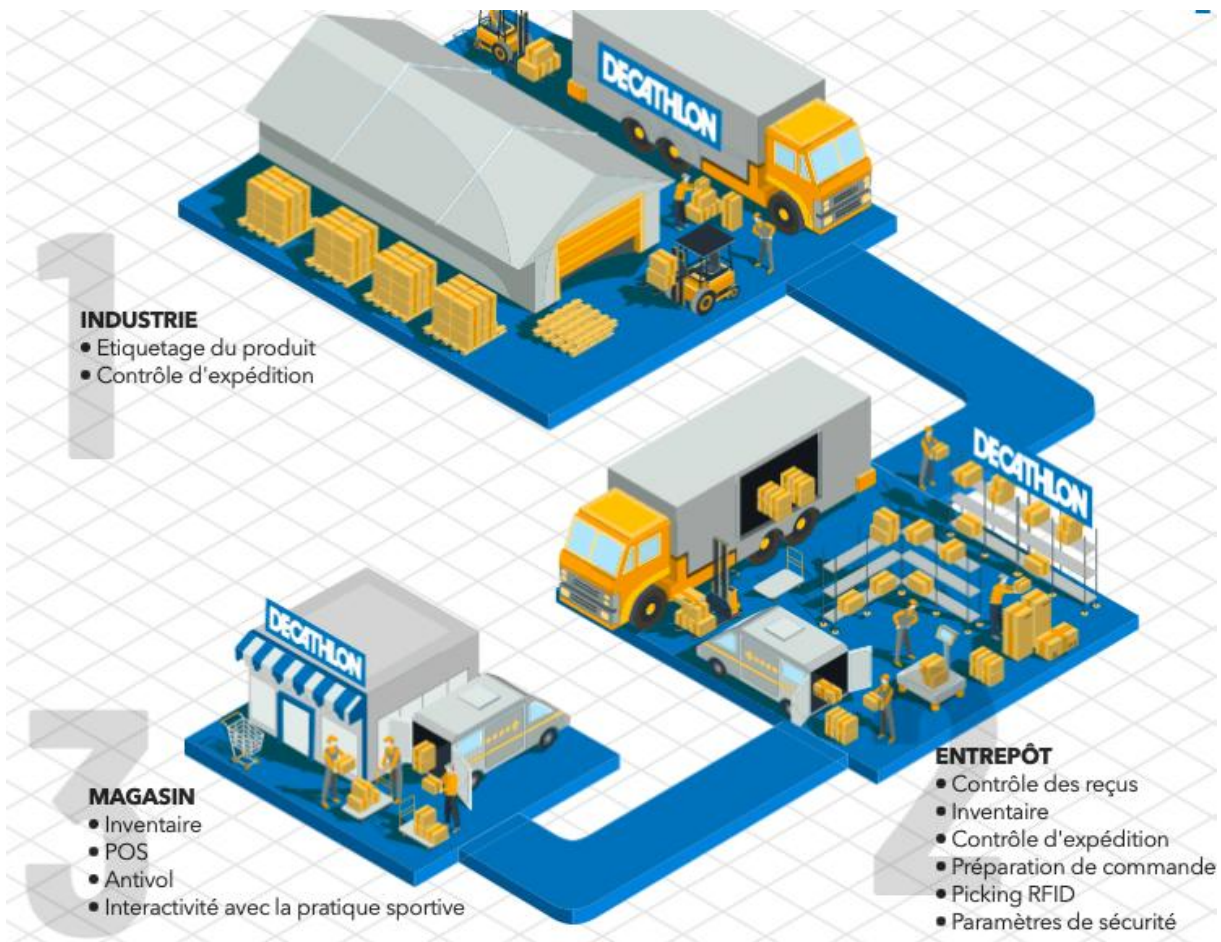 DECATHLON
1
INDUSTRIE
• Etiquetage du produit
• Contrôle d'expédition
DECATHLON
2
ENTREPÔT
• Contrôle des reçus
• Inventaire
• Contrôle d'expédition
• Préparation de commande
• Picking RFID
• Paramètres de sécurité
DECATHLON
3
MAGASIN
• Inventaire
• POS
• Antivol
• Interactivité avec la pratique sportive